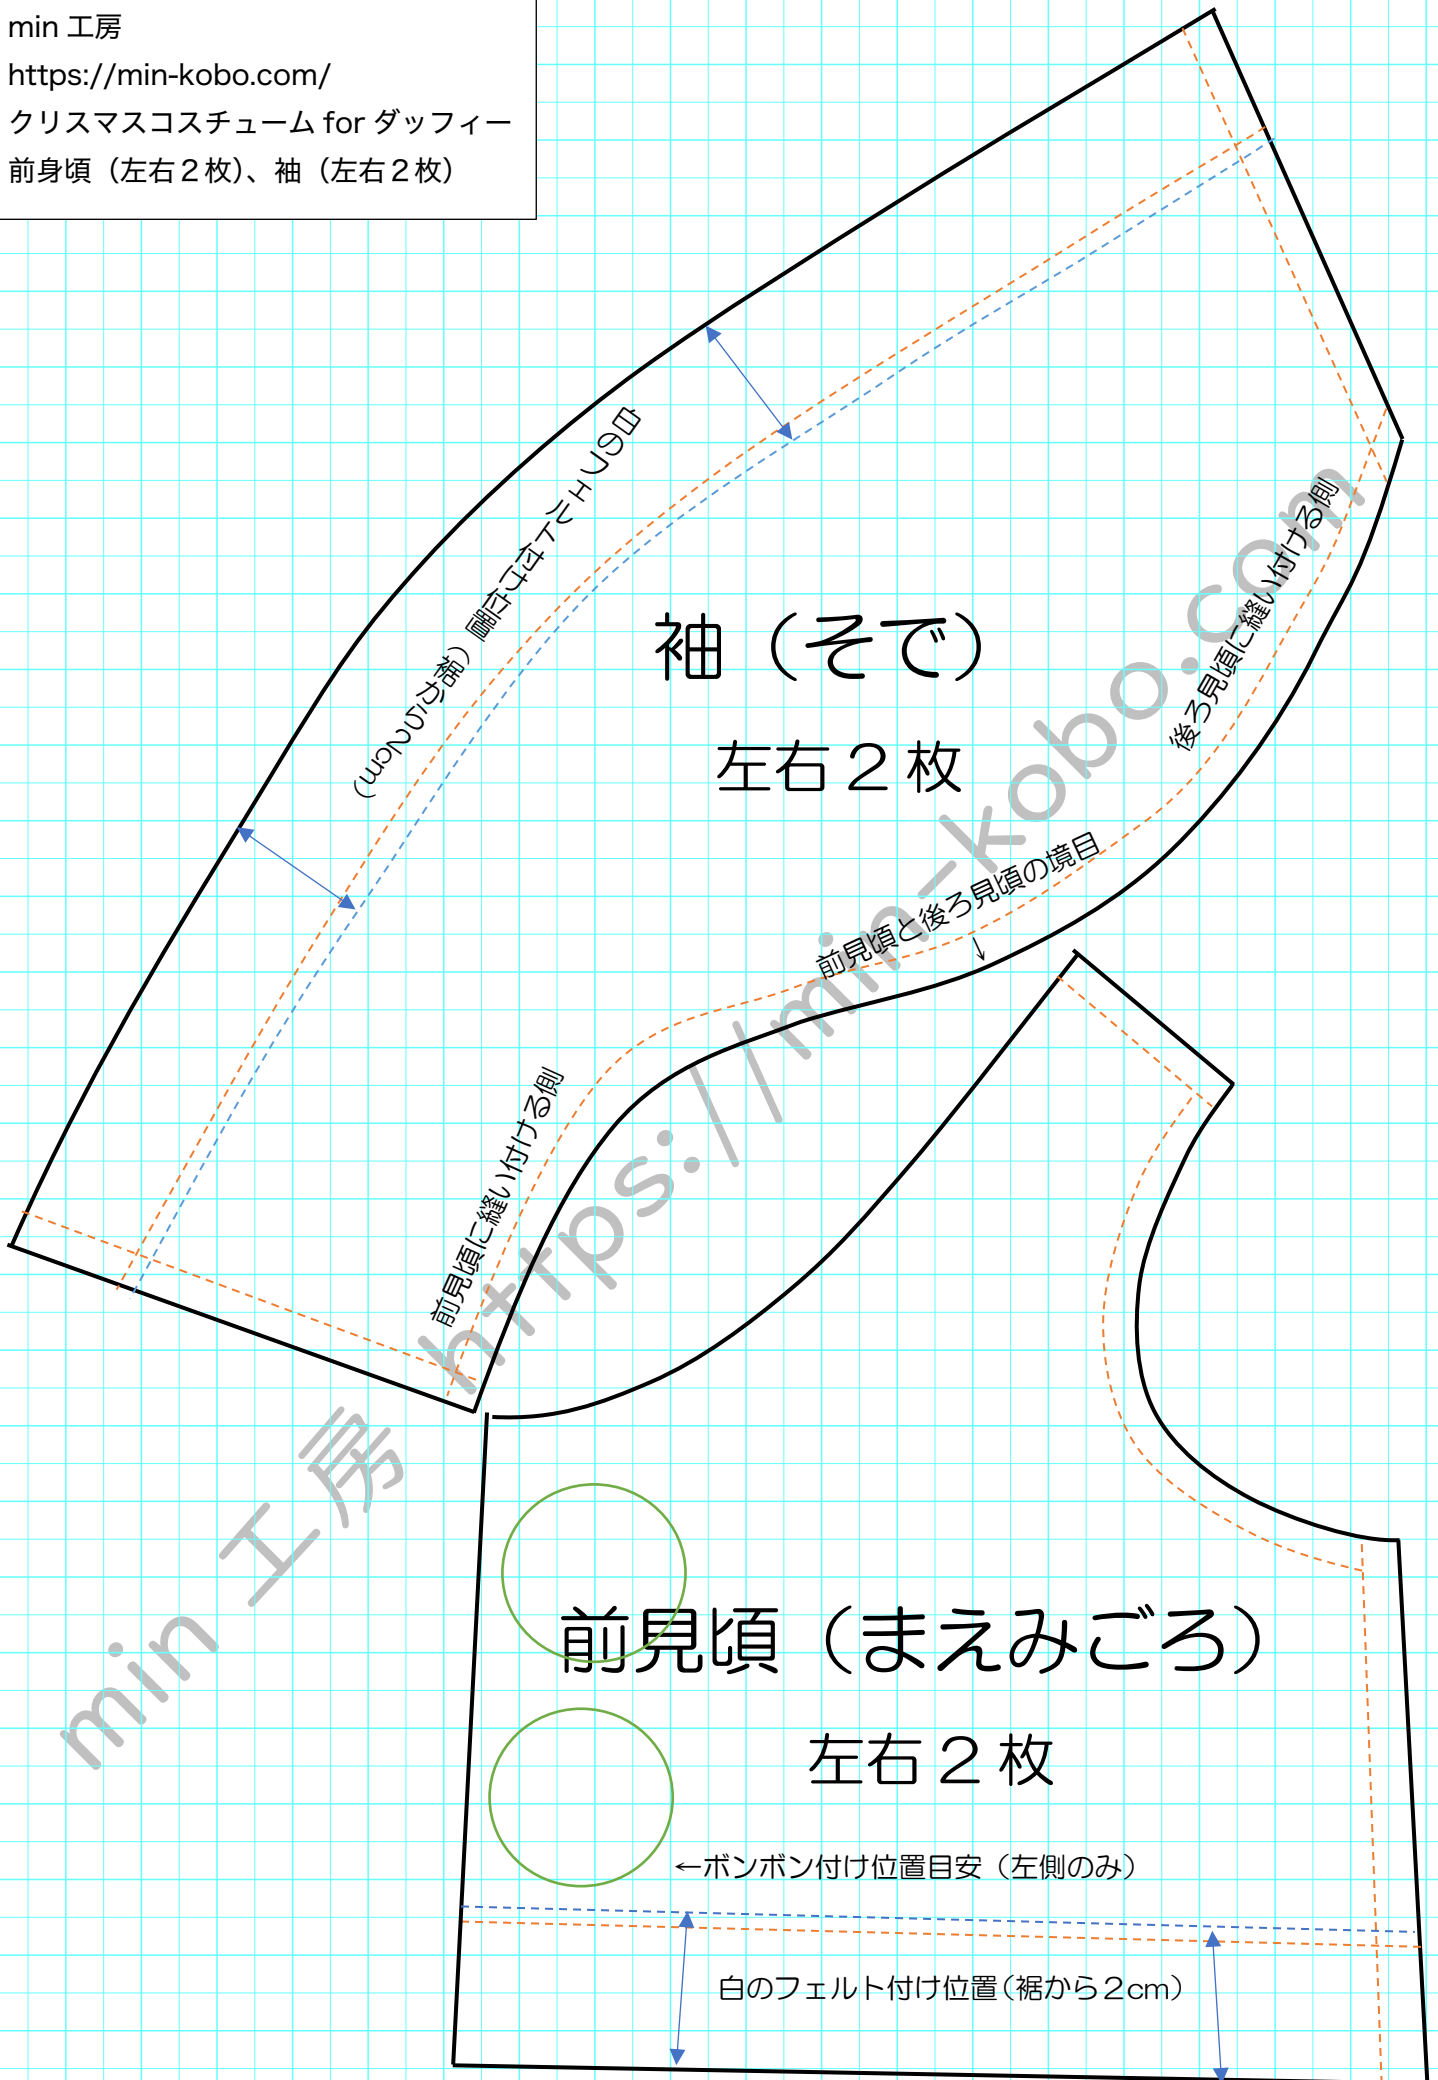 min 工房
https://min-kobo.com/
クリスマスコスチューム for ダッフィー
前身頃（左右２枚）、袖（左右２枚）
白のフェルト付け位置（裾から2cm）
袖（そで）
左右２枚
後ろ見頃に縫い付ける側
前見頃と後ろ見頃の境目
↓
前見頃に縫い付ける側
min 工房 https://min-kobo.com
前見頃（まえみごろ）
左右２枚
←ボンボン付け位置目安（左側のみ）
白のフェルト付け位置（裾から2cm）